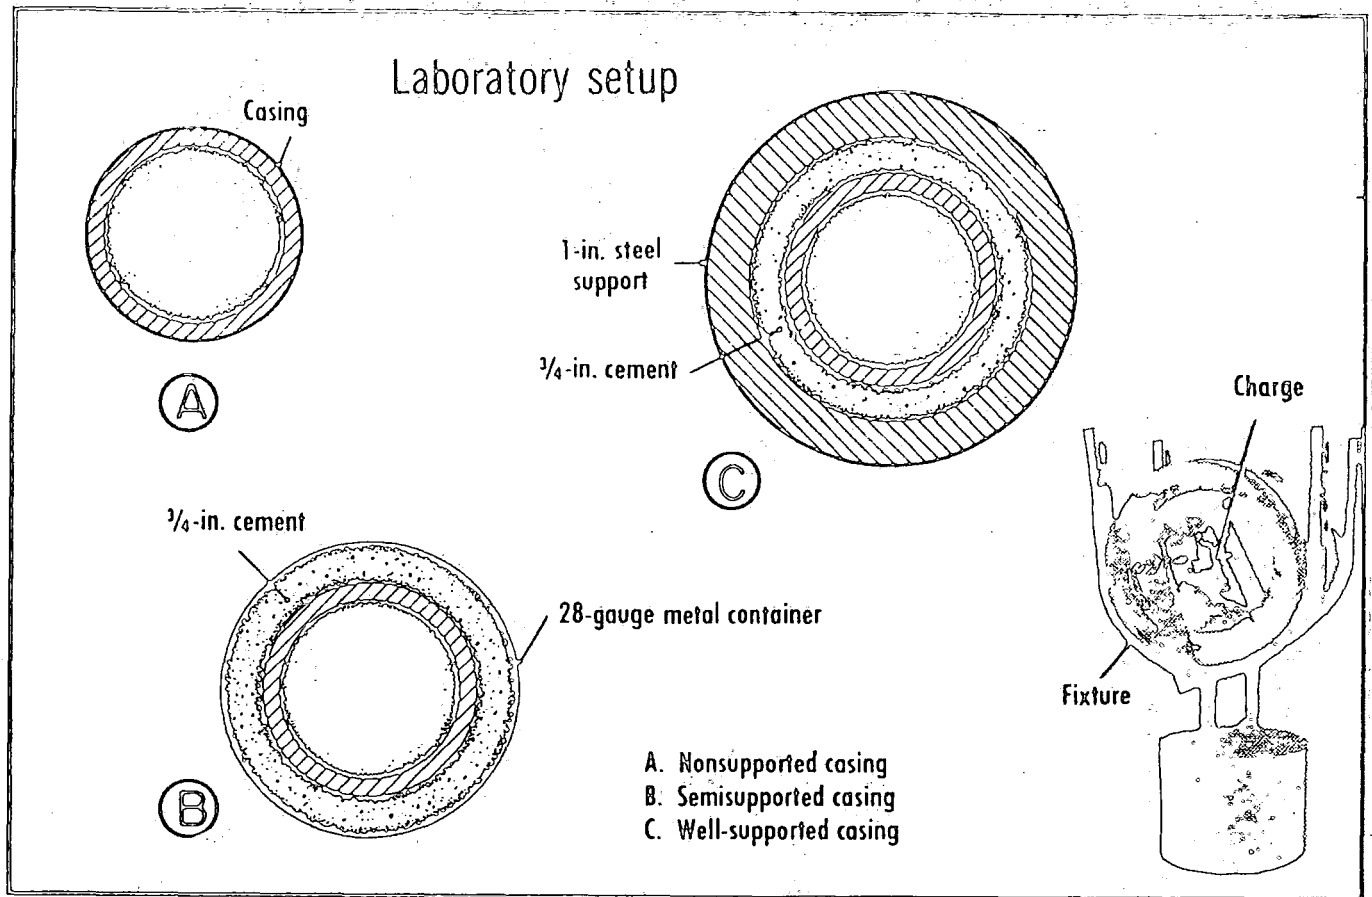 Laboratory setup
Casing
A
1-in. steel
support
3/4-in. cement
C
Charge
Fixture
3/4-in. cement
28-gauge metal container
B
A. Nonsupported casing
B. Semisupported casing
C. Well-supported casing